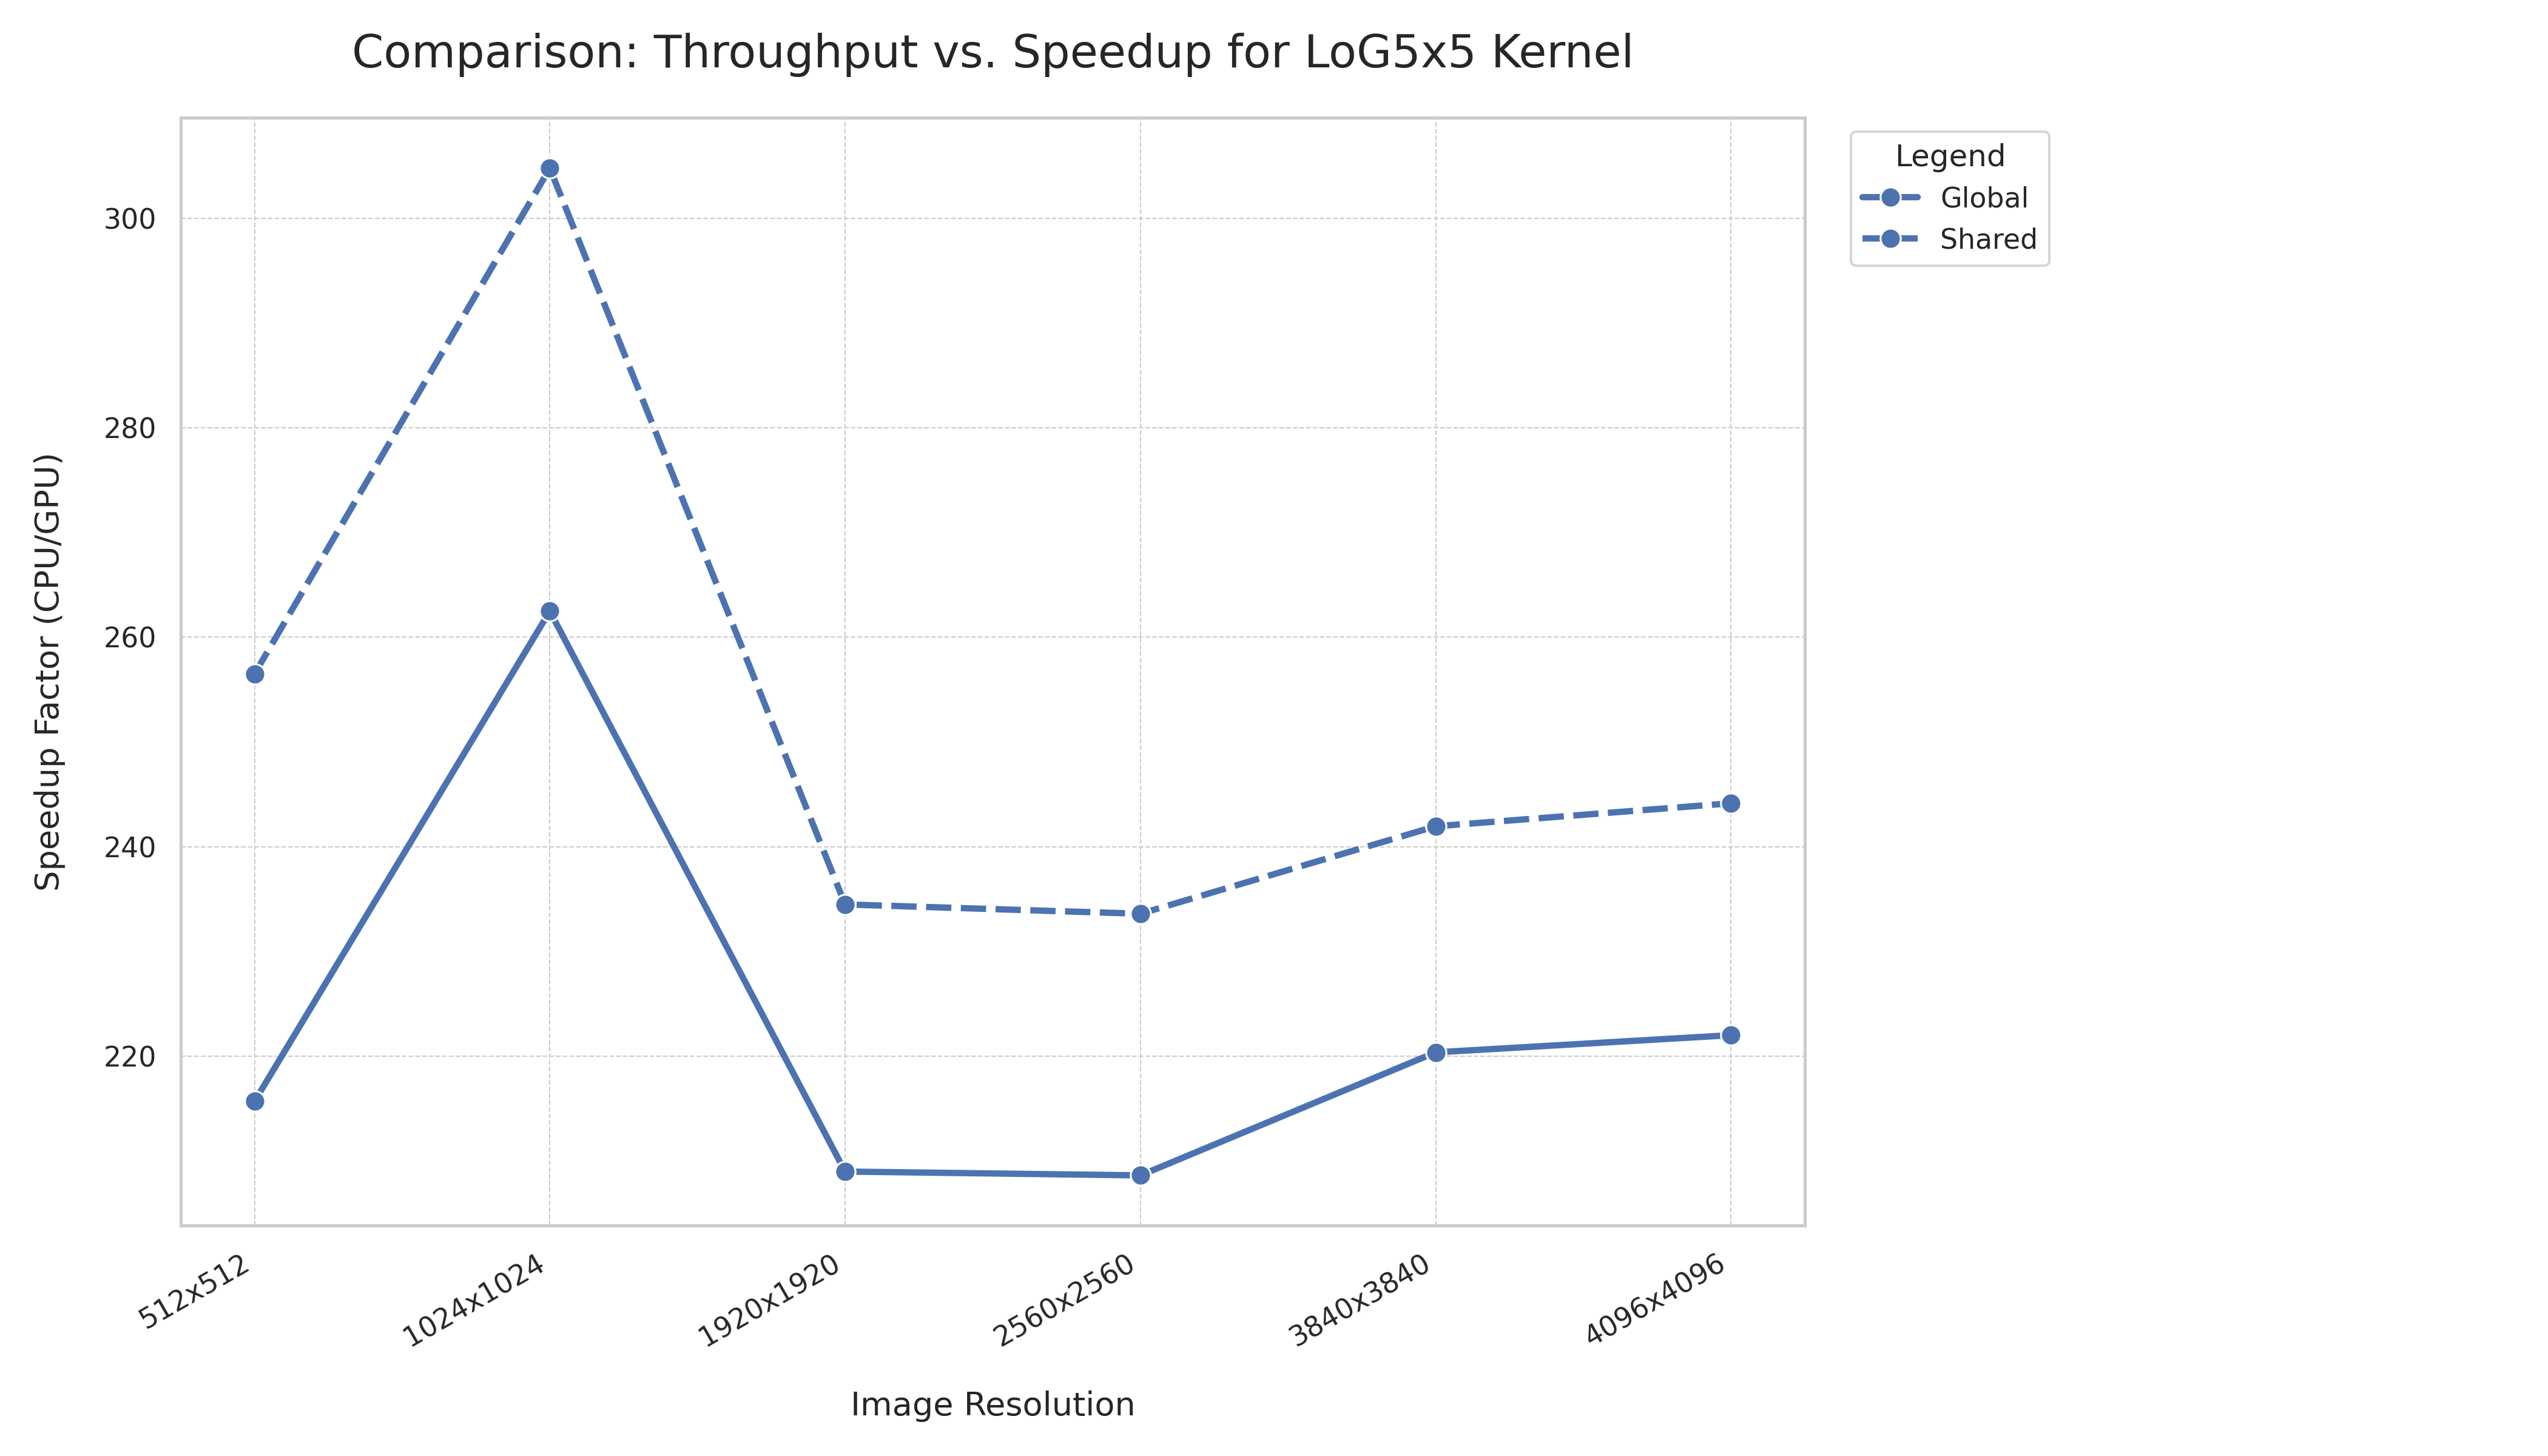 Comparison: Throughput vs. Speedup for LoG5x5 Kernel
Legend
Global
Shared
Speedup Factor (CPU/GPU)
300
280
260
240
220
512x512
1024x1024
1920x1920
2560x2560
3840x3840
4096x4096
Image Resolution